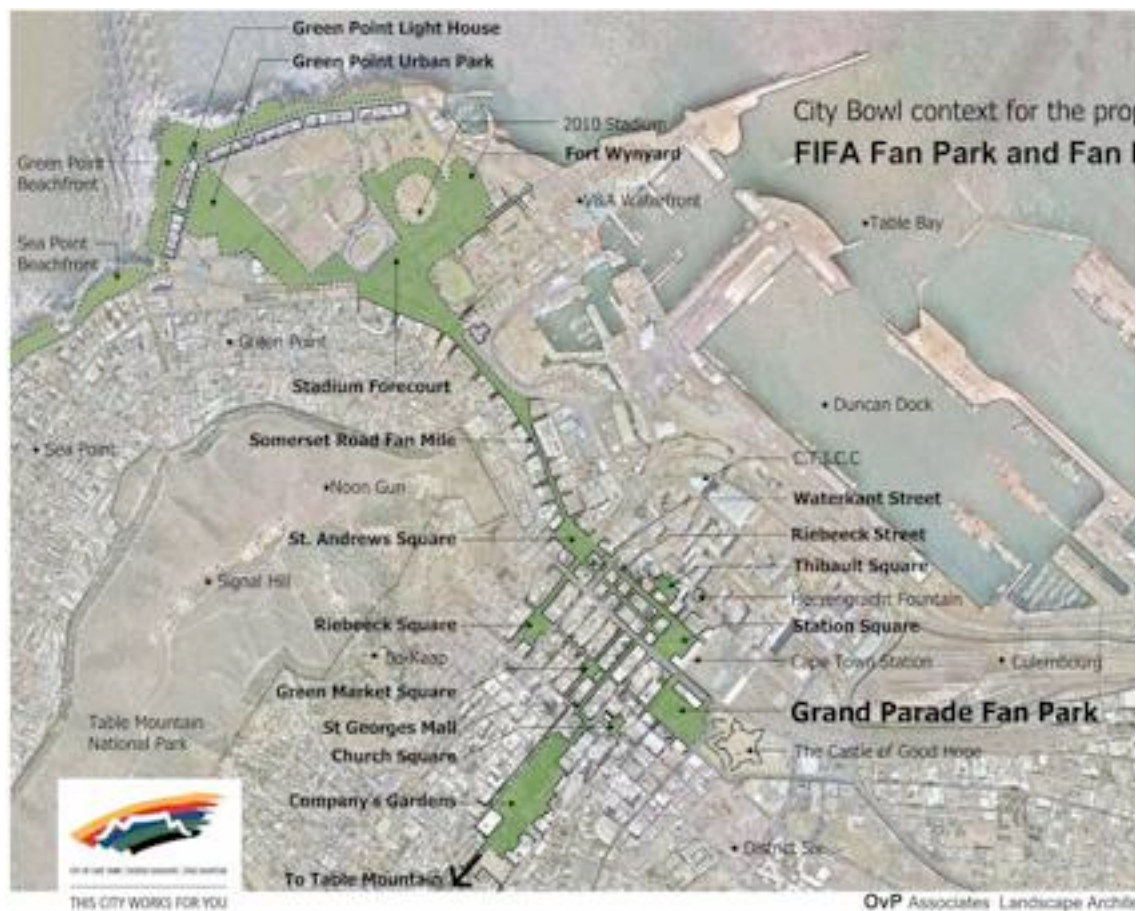 Green Point Light House
Green Point Urban Park
City Bowl context for the prop
2010 Stadium
Fort Wynyard
FIFA Fan Park and Fan
Green Point
Beachfront
V&A Waterfront
Table Bay
Sea Point
Beachfront
Green Point
Stadium Forecourt
Duncan Dock
Somerset Road Fan Mile
Sea Point
C.T.I.C.C
Noon Gun
Waterkant Street
St. Andrews Square
Riebeeck Street
Thibault Square
Signal Hill
Heerengracht Fountain
Riebeeck Square
Station Square
Bo-Kaap
Cape Town Station
Culembourg
Green Market Square
Table Mountain
National Park
St Georges Mall
Grand Parade Fan Park
Church Square
The Castle of Good Hope
Company s Gardens
District Six
To Table Mountain
THIS CITY WORKS FOR YOU
OvP Associates Landscape Archite